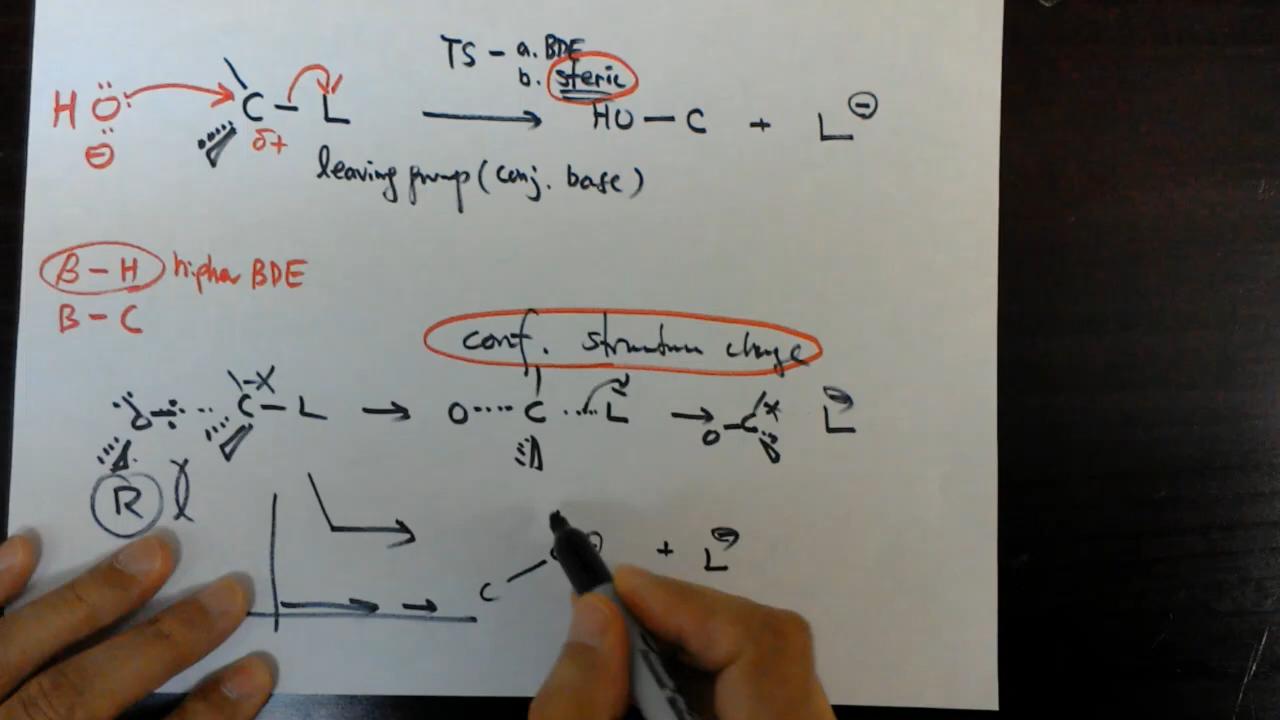 TS - a. BDE
b. steric
H O: C - L → HO - C + L⊖
⊖ δ+
leaving group (conj. base)
B - H higher BDE
B - C
conf. structure change
O C - L → O ···· C ···· L → O - C X L⊖
R
C + L⊖